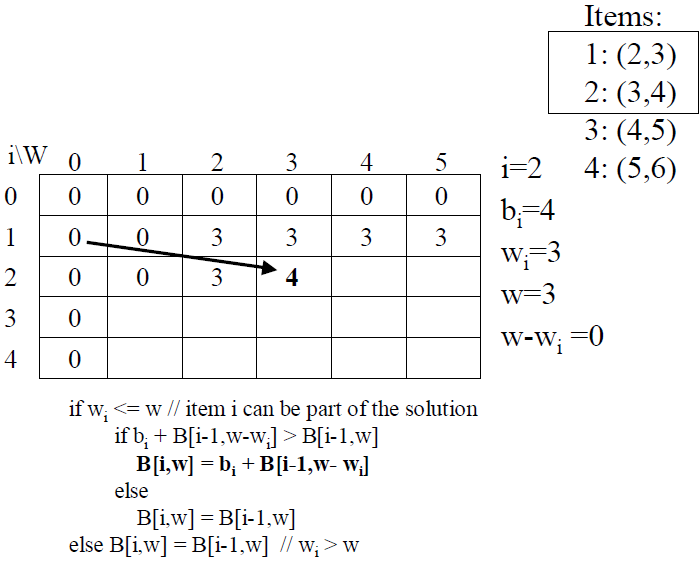 Items:
1: (2,3)
2: (3,4)
3: (4,5)
4: (5,6)
i\W 0 1 2 3 4 5
0 0 0 0 0 0 0
1 0 0 3 3 3 3
2 0 0 3 4
3 0
4 0
i=2
bi=4
wi=3
w=3
w-wi =0
if wi <= w // item i can be part of the solution
if bi + B[i-1,w-wi] > B[i-1,w]
B[i,w] = bi + B[i-1,w- wi]
else
B[i,w] = B[i-1,w]
else B[i,w] = B[i-1,w] // wi > w